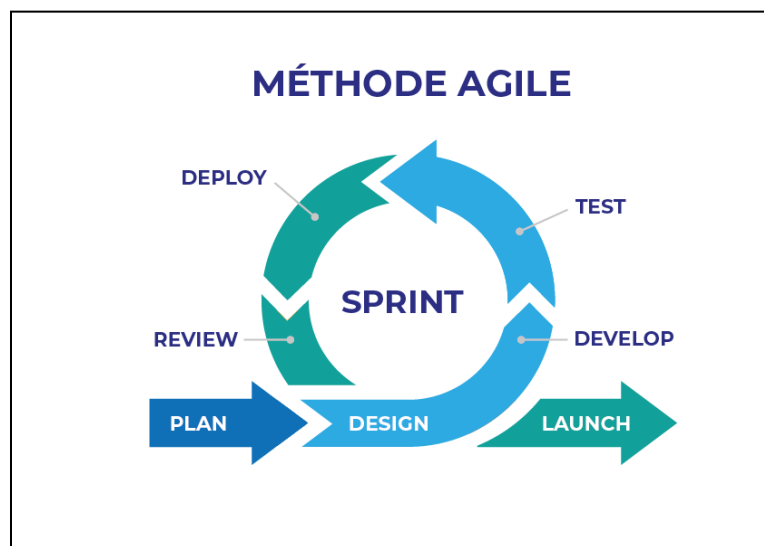 MÉTHODE AGILE
DEPLOY
TEST
SPRINT
REVIEW
DEVELOP
PLAN
DESIGN
LAUNCH